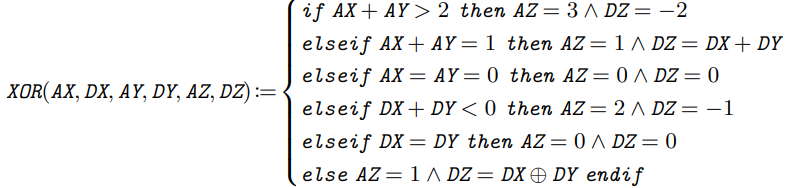 if AX + AY > 2 then AZ = 3 ∧ DZ = −2
elseif AX + AY = 1 then AZ = 1 ∧ DZ = DX + DY
elseif AX = AY = 0 then AZ = 0 ∧ DZ = 0
XOR(AX, DX, AY, DY, AZ, DZ) :=
elseif DX + DY < 0 then AZ = 2 ∧ DZ = −1
elseif DX = DY then AZ = 0 ∧ DZ = 0
else AZ = 1 ∧ DZ = DX ⊕ DY endif